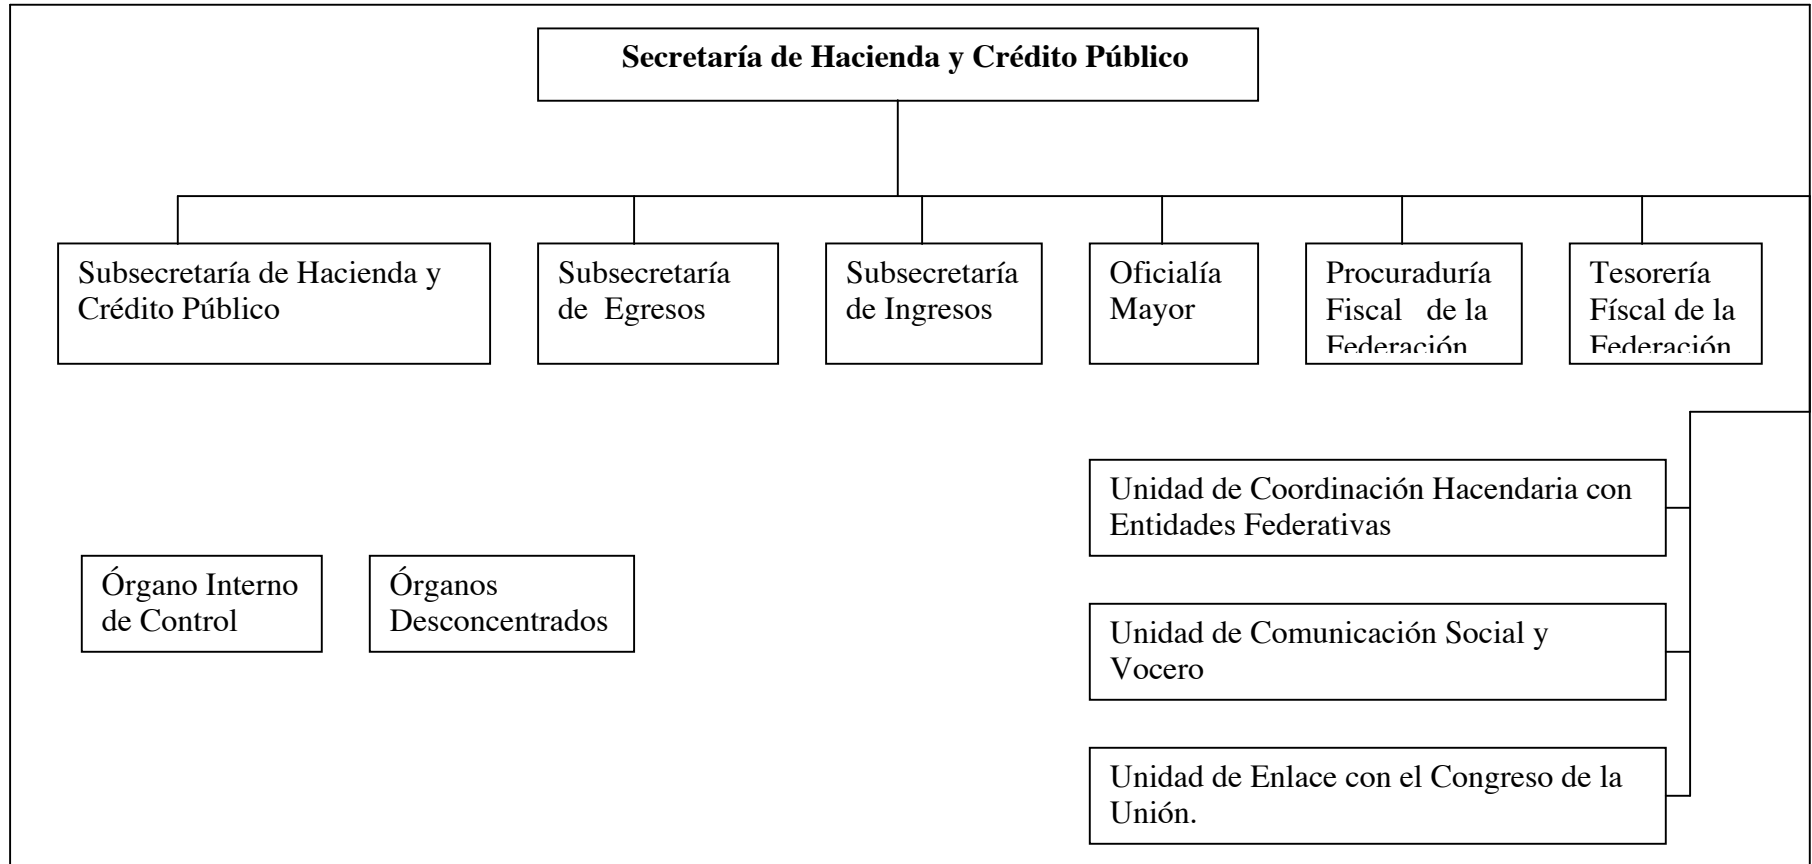 Secretaría de Hacienda y Crédito Público
Subsecretaría de Hacienda y
Crédito Público
Subsecretaría
de Egresos
Subsecretaría
de Ingresos
Oficialía
Mayor
Procuraduría
Fiscal de la
Federación
Tesorería
Físcal de la
Federación
Unidad de Coordinación Hacendaria con
Entidades Federativas
Órgano Interno
de Control
Órganos
Desconcentrados
Unidad de Comunicación Social y
Vocero
Unidad de Enlace con el Congreso de la
Unión.